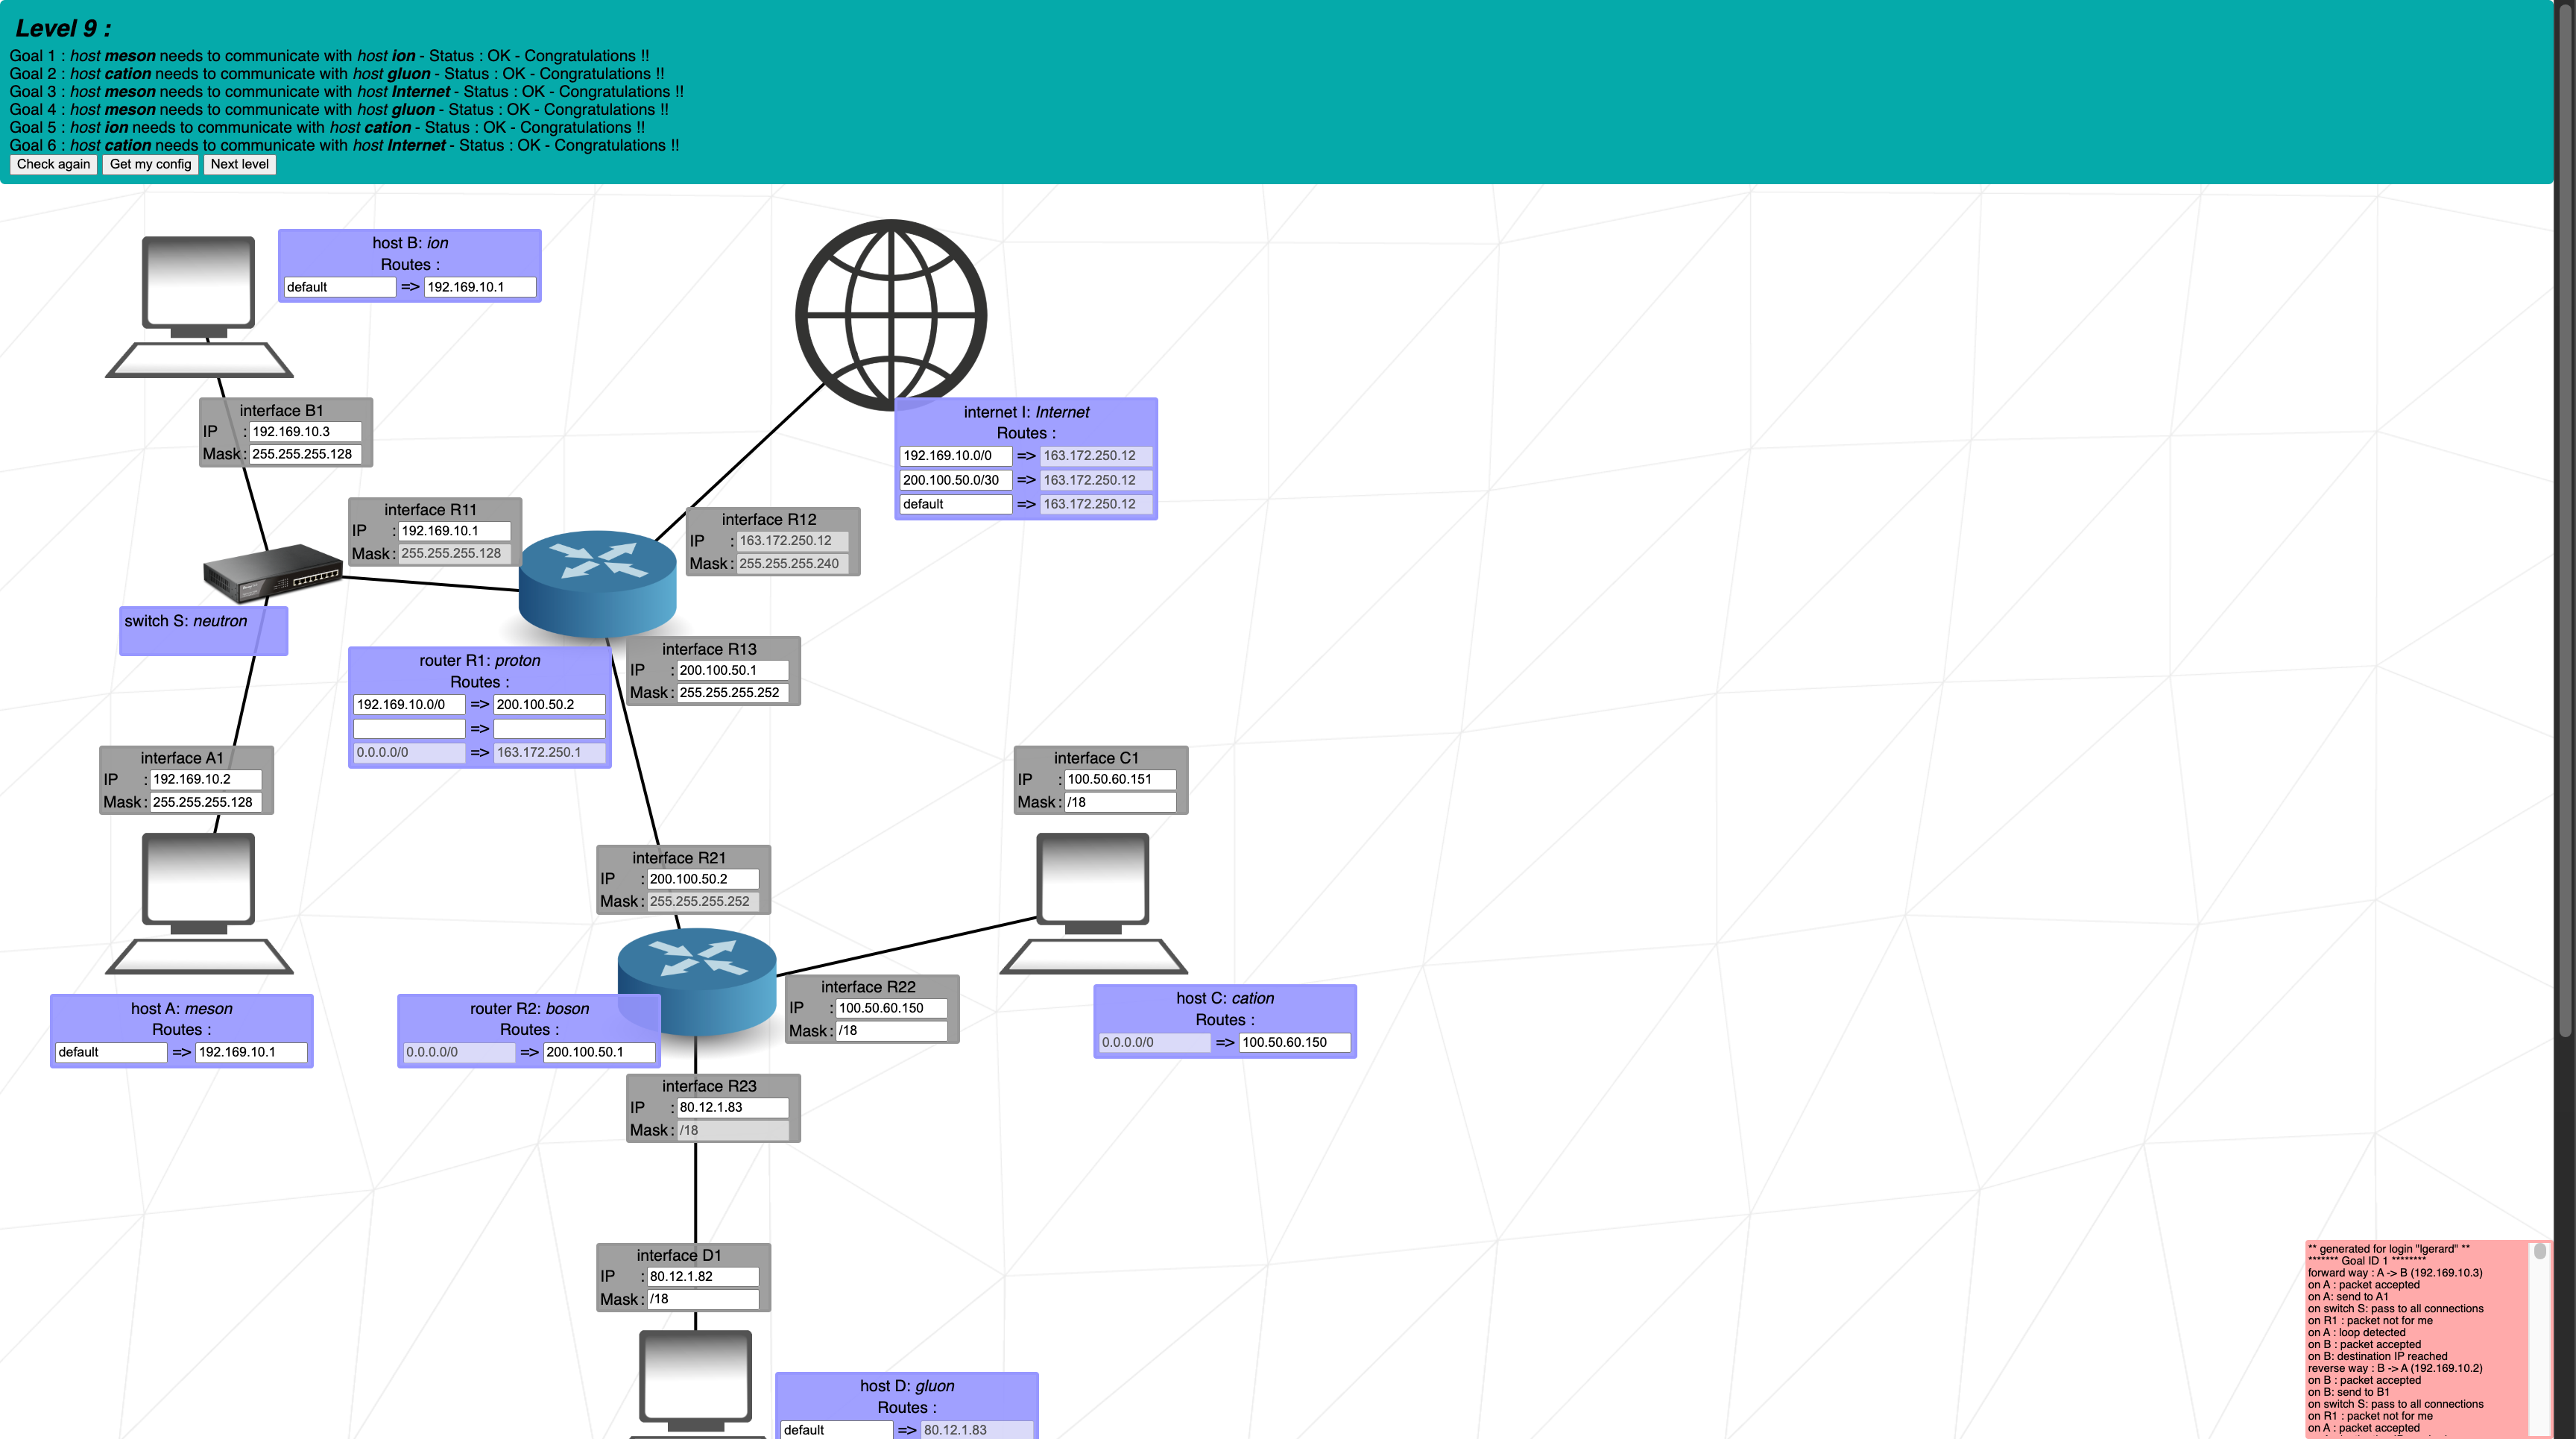 Level 9 :
Goal 1 : host meson needs to communicate with host ion - Status : OK - Congratulations !!
Goal 2 : host cation needs to communicate with host gluon - Status : OK - Congratulations !!
Goal 3 : host meson needs to communicate with host Internet - Status : OK - Congratulations !!
Goal 4 : host meson needs to communicate with host gluon - Status : OK - Congratulations !!
Goal 5 : host ion needs to communicate with host cation - Status : OK - Congratulations !!
Goal 6 : host cation needs to communicate with host Internet - Status : OK - Congratulations !!
Check again Get my config Next level
host B: ion
Routes :
default => 192.169.10.1
interface B1
IP : 192.169.10.3
Mask : 255.255.255.128
internet I: Internet
Routes :
192.169.10.0/0 => 163.172.250.12
200.100.50.0/30 => 163.172.250.12
default => 163.172.250.12
interface R11
IP : 192.169.10.1
Mask : 255.255.255.128
interface R12
IP : 163.172.250.12
Mask : 255.255.255.240
switch S: neutron
interface R13
IP : 200.100.50.1
Mask : 255.255.255.252
router R1: proton
Routes :
192.169.10.0/0 => 200.100.50.2
=>
0.0.0.0/0 => 163.172.250.1
interface A1
IP : 192.169.10.2
Mask : 255.255.255.128
interface C1
IP : 100.50.60.151
Mask : /18
interface R21
IP : 200.100.50.2
Mask : 255.255.255.252
interface R22
IP : 100.50.60.150
Mask : /18
host A: meson
Routes :
default => 192.169.10.1
router R2: boson
Routes :
0.0.0.0/0 => 200.100.50.1
host C: cation
Routes :
0.0.0.0/0 => 100.50.60.150
interface R23
IP : 80.12.1.83
Mask : /18
interface D1
IP : 80.12.1.82
Mask : /18
host D: gluon
Routes :
default => 80.12.1.83
** generated for login "lgerard" **
******* Goal ID 1 ********
forward way : A -> B (192.169.10.3)
on A : packet accepted
on A: send to A1
on switch S: pass to all connections
on R1 : packet not for me
on A : loop detected
on B : packet accepted
on B: destination IP reached
reverse way : B -> A (192.169.10.2)
on B : packet accepted
on B: send to B1
on switch S: pass to all connections
on R1 : packet not for me
on A : packet accepted